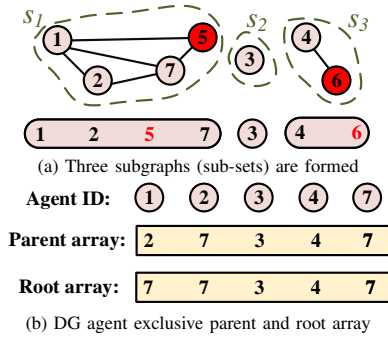 S1
S2
S3
1
5
4
3
2
7
6
1 2 5 7 3 4 6
(a) Three subgraphs (sub-sets) are formed
Agent ID: 1 2 3 4 7
Parent array: 2 7 3 4 7
Root array: 7 7 3 4 7
(b) DG agent exclusive parent and root array